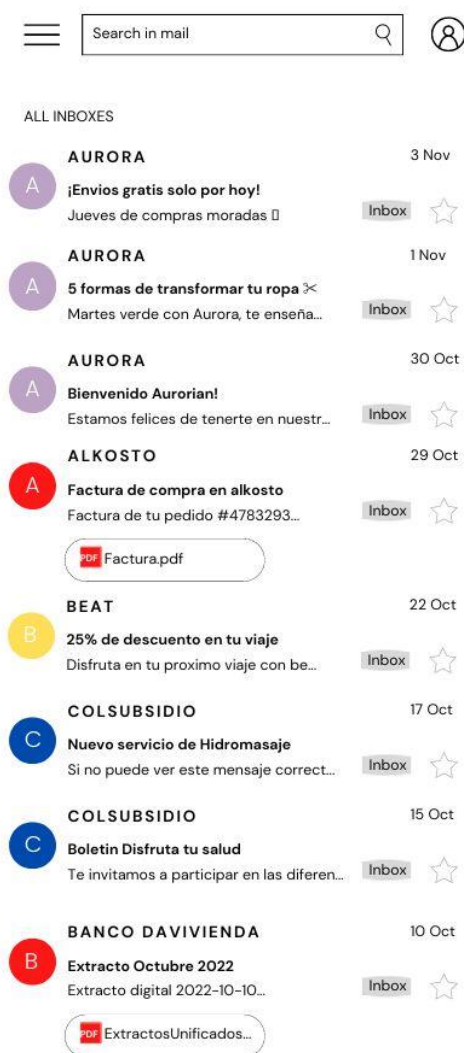 Search in mail
ALL INBOXES
AURORA 3 Nov
A
¡Envios gratis solo por hoy!
Jueves de compras moradas Inbox
AURORA 1 Nov
A
5 formas de transformar tu ropa ✂
Martes verde con Aurora, te enseña... Inbox
AURORA 30 Oct
A
Bienvenido Aurorian!
Estamos felices de tenerte en nuestr... Inbox
ALKOSTO 29 Oct
A
Factura de compra en alkosto
Factura de tu pedido #4783293... Inbox
PDF Factura.pdf
BEAT 22 Oct
B
25% de descuento en tu viaje
Disfruta en tu proximo viaje con be... Inbox
COLSUBSIDIO 17 Oct
C
Nuevo servicio de Hidromasaje
Si no puede ver este mensaje correct... Inbox
COLSUBSIDIO 15 Oct
C
Boletin Disfruta tu salud
Te invitamos a participar en las diferen... Inbox
BANCO DAVIVIENDA 10 Oct
B
Extracto Octubre 2022
Extracto digital 2022-10-10... Inbox
PDF ExtractosUnificados...